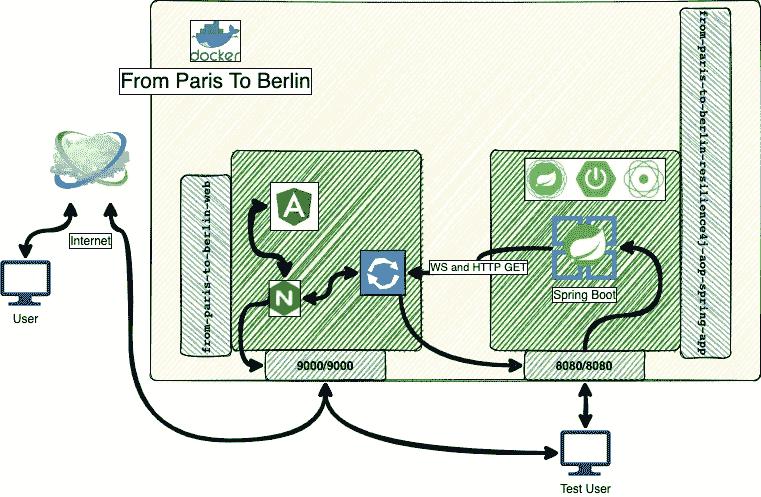 docker
From Paris To Berlin
from-paris-to-berlin-web
from-paris-to-berlin-resilience4j-app-spring-app
A
N
WS and HTTP GET
Spring Boot
Internet
User
9000/9000
8080/8080
Test User